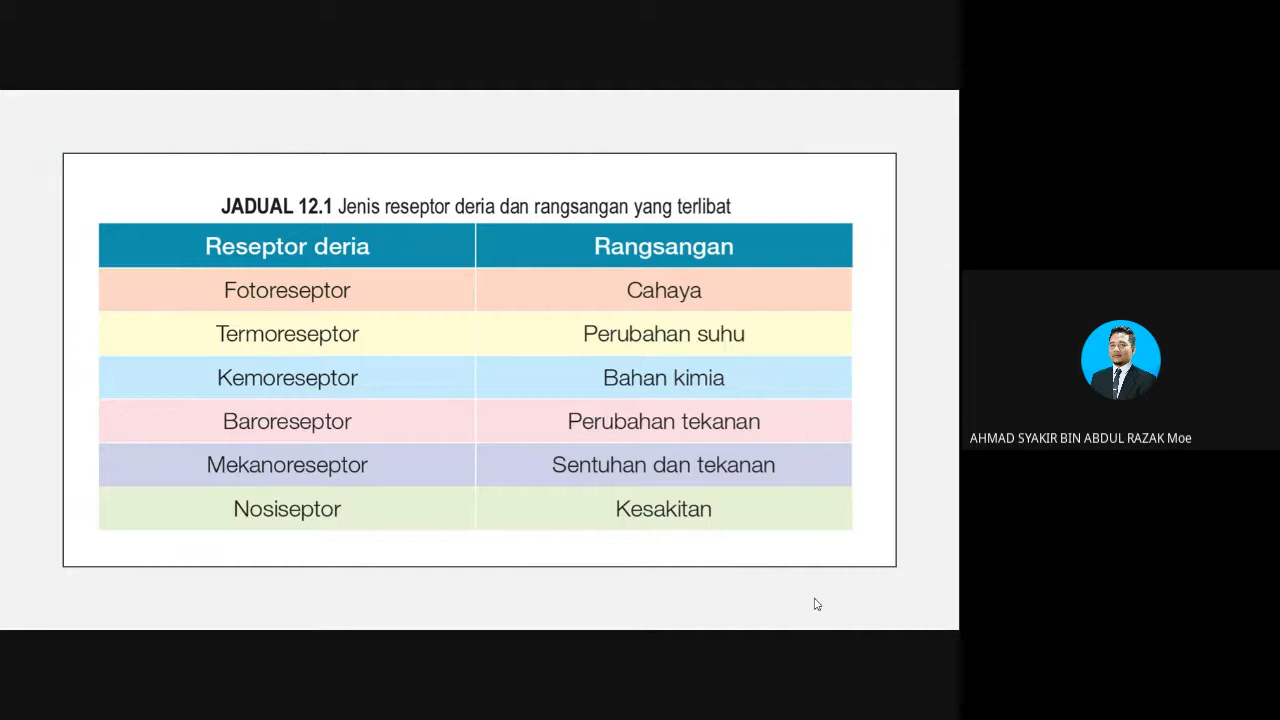 JADUAL 12.1 Jenis reseptor deria dan rangsangan yang terlibat
Reseptor deria Rangsangan
Fotoreseptor Cahaya
Termoreseptor Perubahan suhu
Kemoreseptor Bahan kimia
Baroreseptor Perubahan tekanan
Mekanoreseptor Sentuhan dan tekanan
Nosiseptor Kesakitan
AHMAD SYAKIR BIN ABDUL RAZAK Moe